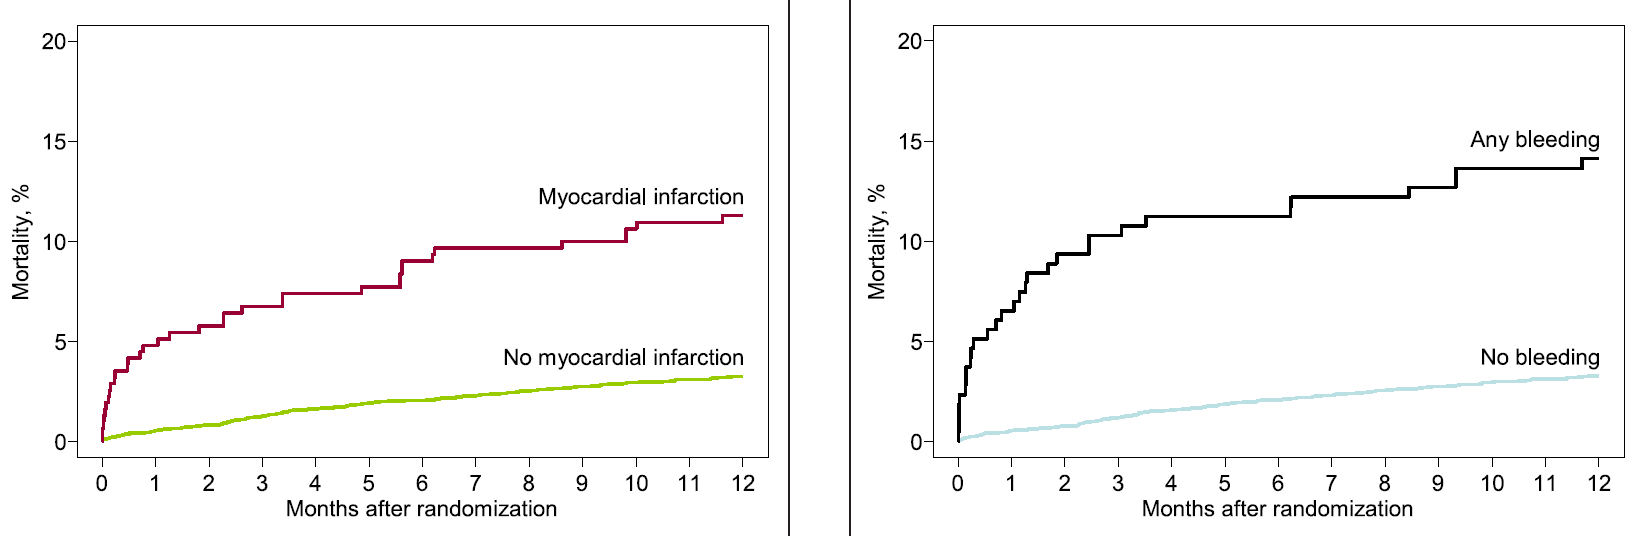 20
15
10
5
0
Mortality, %
Myocardial infarction
No myocardial infarction
0 1 2 3 4 5 6 7 8 9 10 11 12
Months after randomization
20
15
10
5
0
Mortality, %
Any bleeding
No bleeding
0 1 2 3 4 5 6 7 8 9 10 11 12
Months after randomization